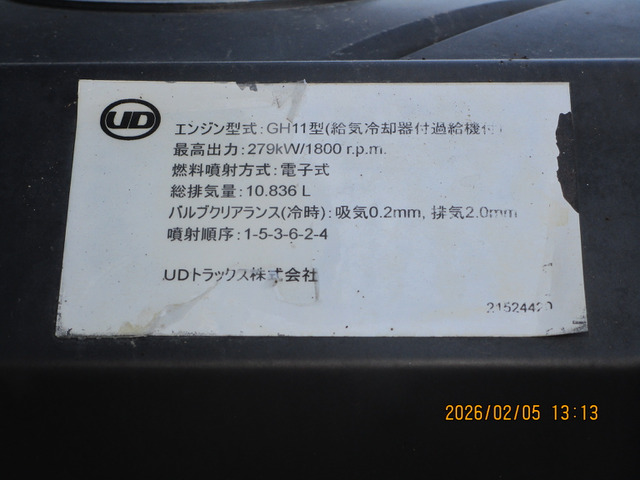 UD
エンジン型式:GH11型(給気冷却器付過給機付)
最高出力:279kW/1800 r.p.m.
燃料噴射方式:電子式
総排気量:10.836 L
バルブクリアランス(冷時):吸気0.2mm, 排気2.0mm
噴射順序:1-5-3-6-2-4
UDトラックス株式会社
21524420
2026/02/05 13:13